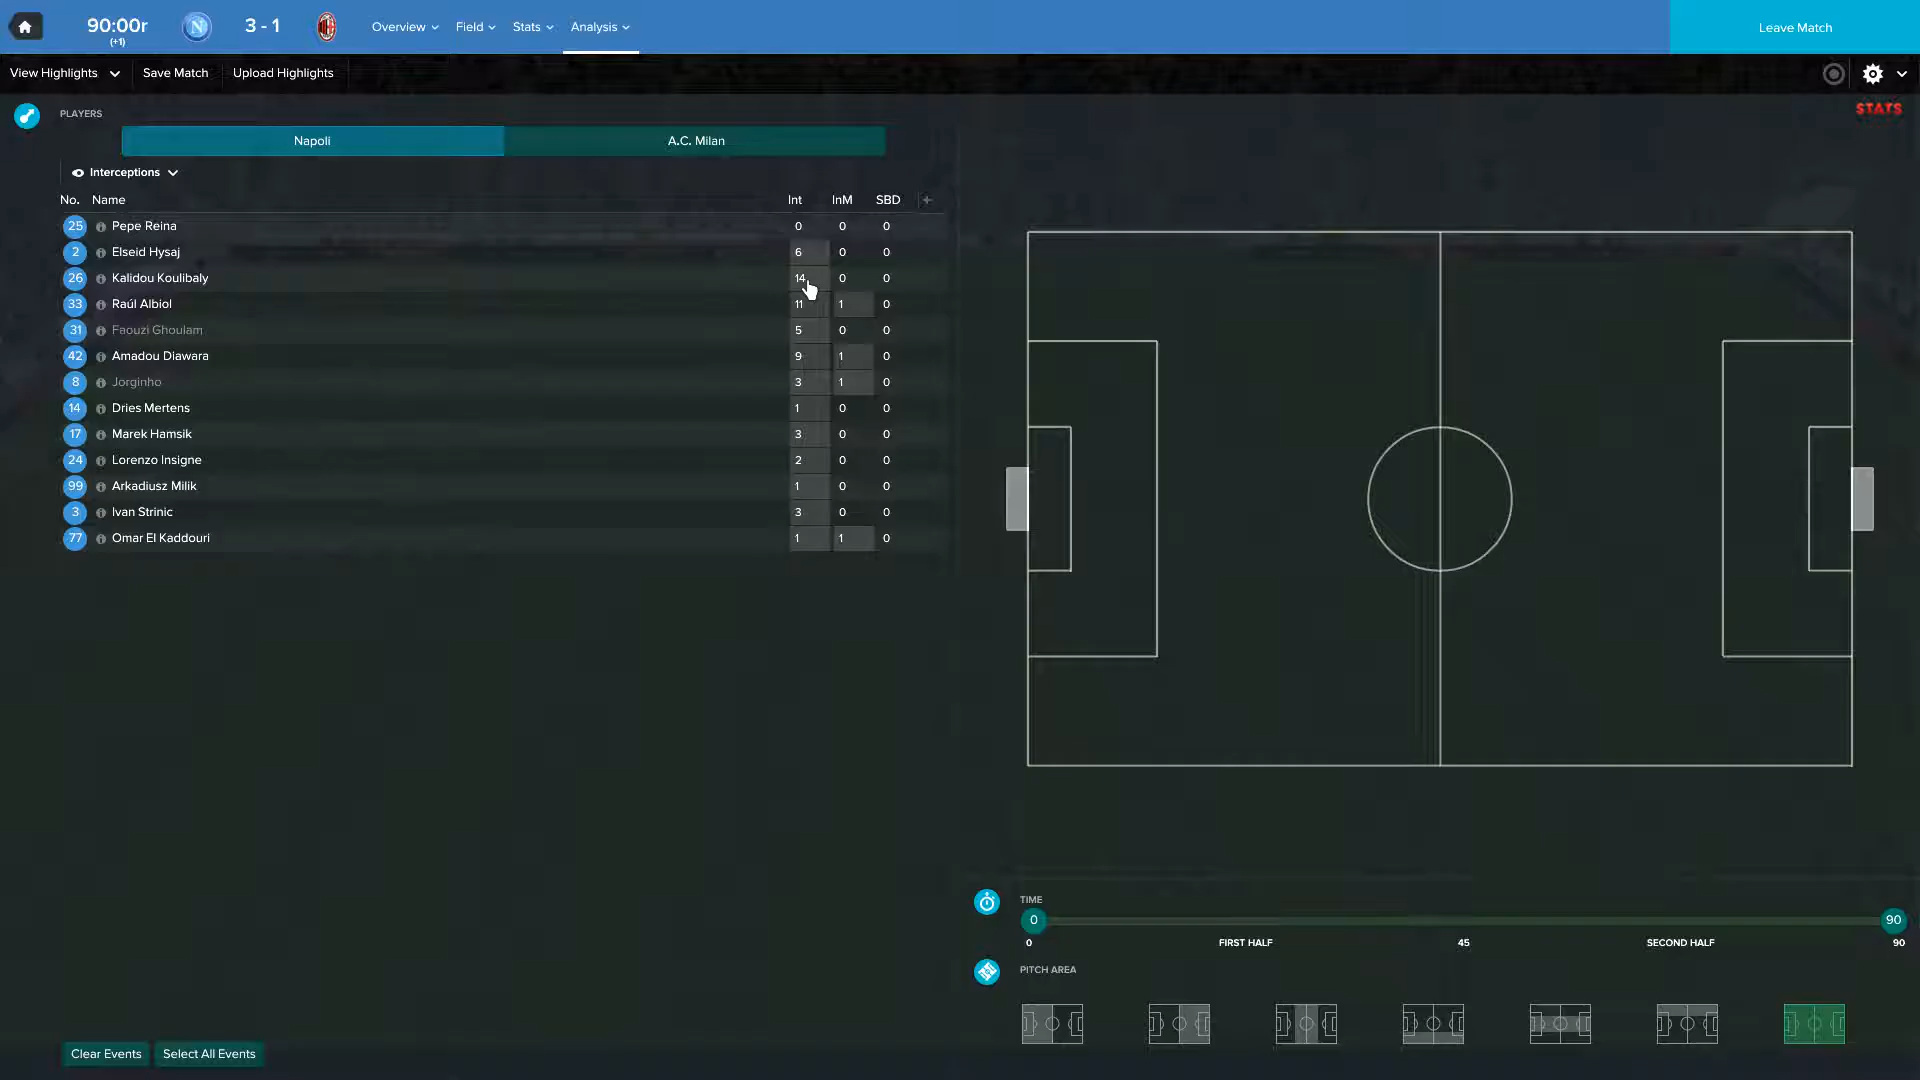 90:00r
(+1)
N
3 - 1
Overview
Field
Stats
Analysis
Leave Match
View Highlights
Save Match
Upload Highlights
PLAYERS
STATS
Napoli
A.C. Milan
Interceptions
No. Name Int InM SBD +
25 Pepe Reina 0 0 0
2 Elseid Hysaj 6 0 0
26 Kalidou Koulibaly 14 0 0
33 Raúl Albiol 11 1 0
31 Faouzi Ghoulam 5 0 0
42 Amadou Diawara 9 1 0
8 Jorginho 3 1 0
14 Dries Mertens 1 0 0
17 Marek Hamsik 3 0 0
24 Lorenzo Insigne 2 0 0
99 Arkadiusz Milik 1 0 0
3 Ivan Strinic 3 0 0
77 Omar El Kaddouri 1 1 0
TIME
0 90
0 FIRST HALF 45 SECOND HALF 90
PITCH AREA
Clear Events
Select All Events